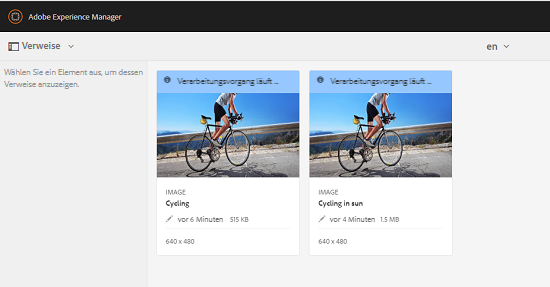 Adobe Experience Manager
Verweise
en
Wählen Sie ein Element aus, um dessen
Verweise anzuzeigen.
Verarbeitungsvorgang läuft ...
IMAGE
Cycling
vor 6 Minuten 515 KB
640 x 480
Verarbeitungsvorgang läuft ...
IMAGE
Cycling in sun
vor 4 Minuten 1.5 MB
640 x 480